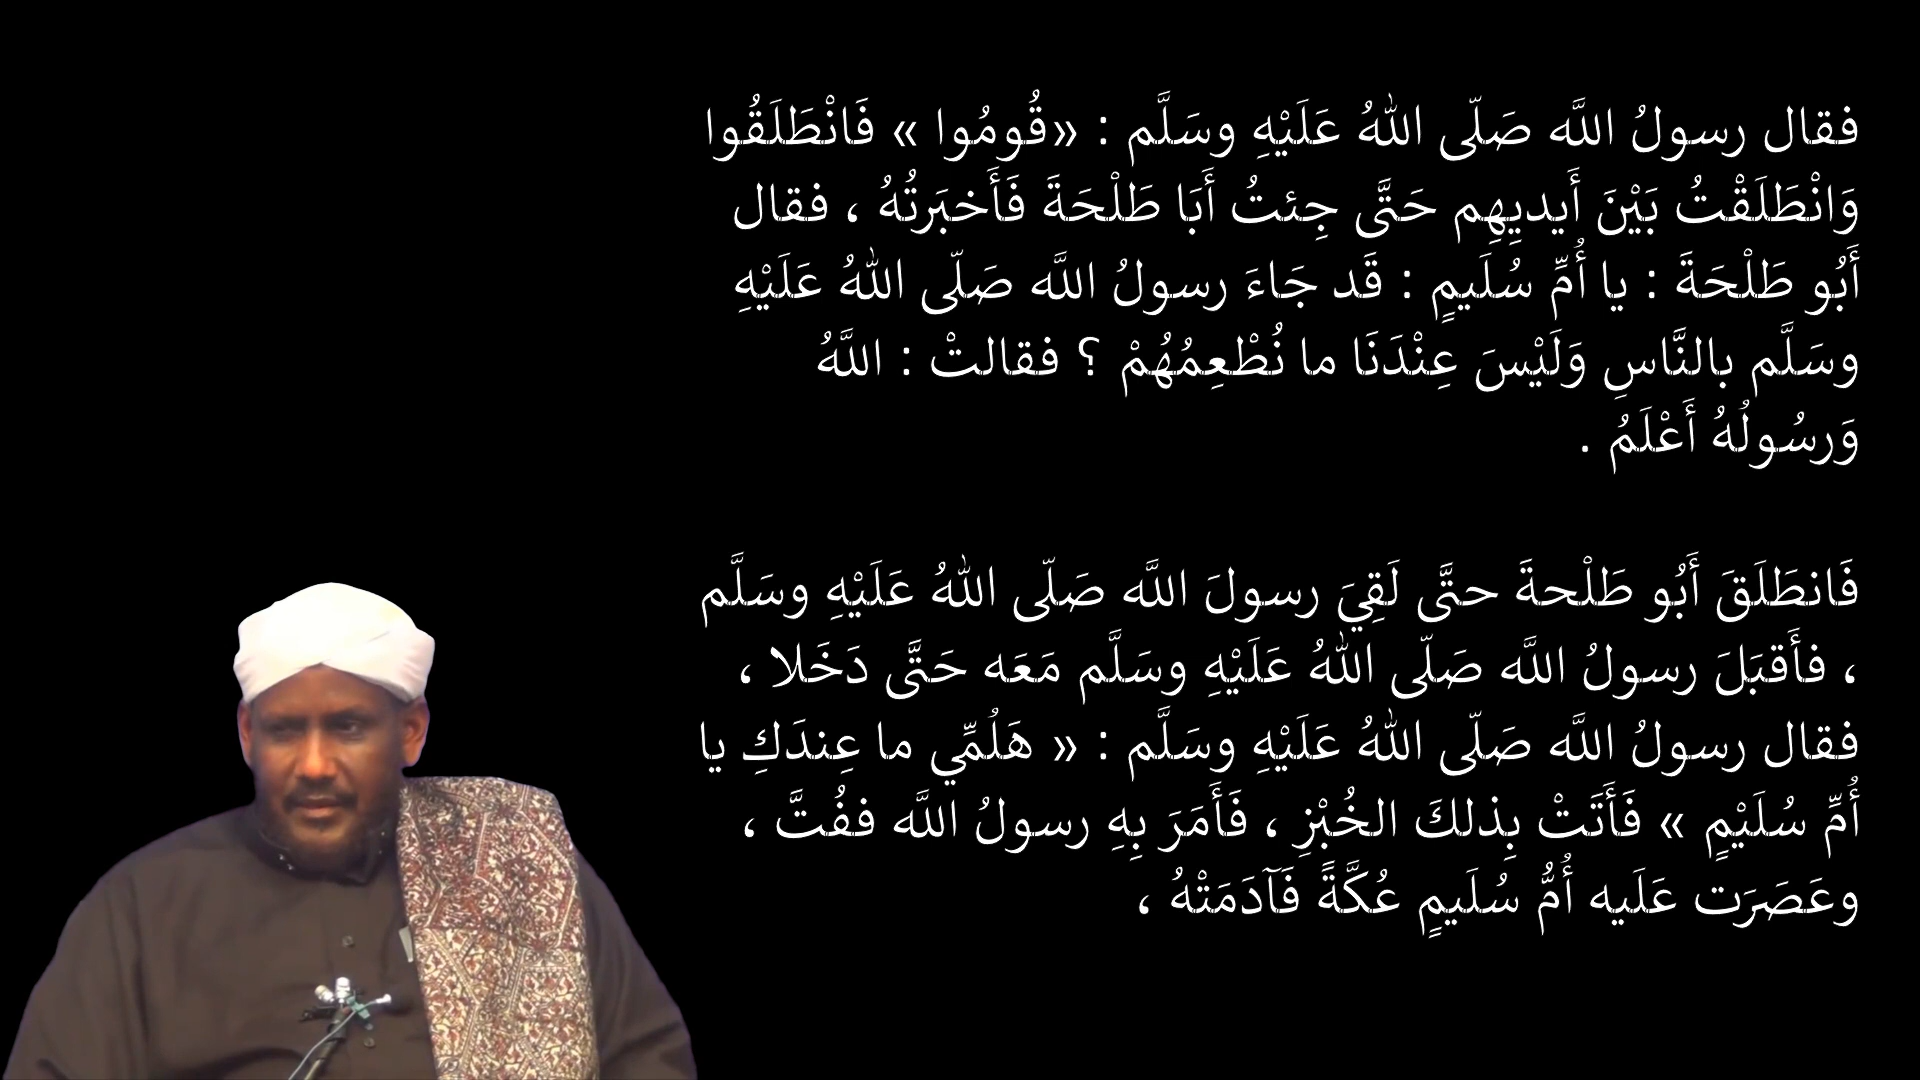 فقال رسولُ اللَّه صَلّى اللهُ عَلَيْهِ وسَلَّم : «قُومُوا » فَانْطَلَقُوا
وَانْطَلَقْتُ بَيْنَ أَيديِهِم حَتَّى جِئتُ أَبَا طَلْحَةَ فَأَخبَرتُهُ ، فقال
أَبُو طَلْحَةَ : يا أُمِّ سُلَيمٍ : قَد جَاءَ رسولُ اللَّه صَلّى اللهُ عَلَيْهِ
وسَلَّم بالنَّاسِ وَلَيْسَ عِنْدَنَا ما نُطْعِمُهُمْ ؟ فقالتْ : اللَّهُ
وَرسُولُهُ أَعْلَمُ .
فَانطَلَقَ أَبُو طَلْحةَ حتَّى لَقِيَ رسولَ اللَّه صَلّى اللهُ عَلَيْهِ وسَلَّم
، فأَقبَلَ رسولُ اللَّه صَلّى اللهُ عَلَيْهِ وسَلَّم مَعَه حَتَّى دَخَلا ،
فقال رسولُ اللَّه صَلّى اللهُ عَلَيْهِ وسَلَّم : « هَلُمِّي ما عِندَكِ يا
أُمِّ سُلَيْمٍ » فَأَتَتْ بِذلكَ الخُبْزِ ، فَأَمَرَ بِهِ رسولُ اللَّه ففُتَّ ،
وعَصَرَت عَلَيه أُمُّ سُلَيمٍ عُكَّةً فَآدَمَتْهُ ،